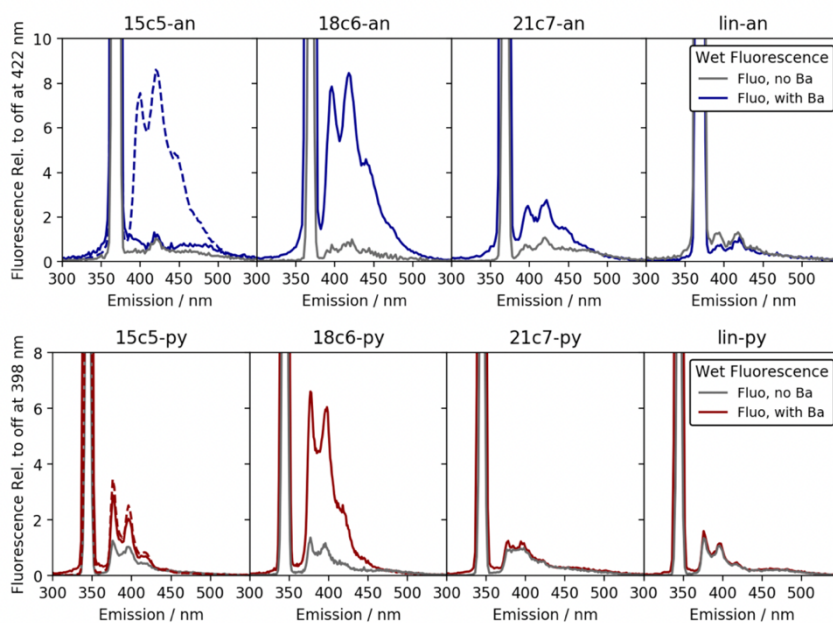 15c5-an 18c6-an 21c7-an lin-an
Fluorescence Rel. to off at 422 nm
10
8
6
4
2
0
Wet Fluorescence
Fluo, no Ba
Fluo, with Ba
300 400 450 500 300 400 450 500 300 400 450 500 300 400 450 500
Emission / nm Emission / nm Emission / nm Emission / nm
15c5-py 18c6-py 21c7-py lin-py
Fluorescence Rel. to off at 398 nm
8
6
4
2
0
Wet Fluorescence
Fluo, no Ba
Fluo, with Ba
300 350 400 450 500 300 350 400 450 500 300 350 400 450 500 300 350 400 450 500
Emission / nm Emission / nm Emission / nm Emission / nm